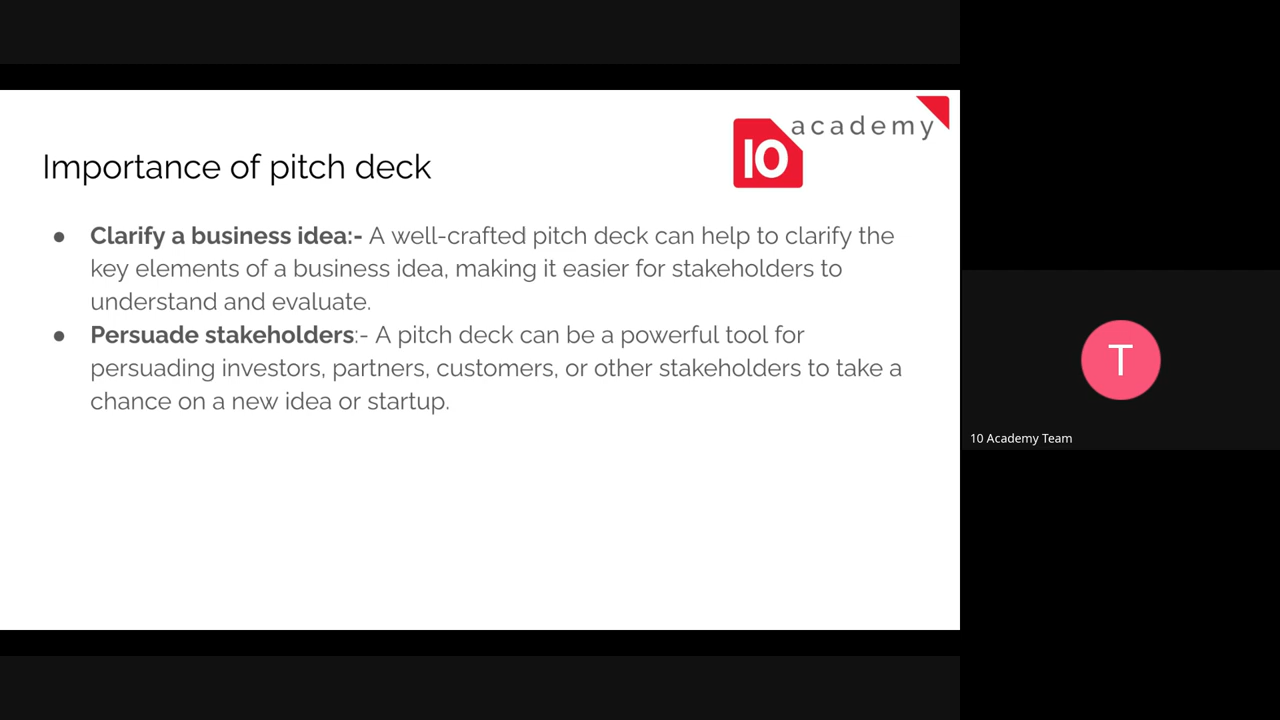 academy
10
Importance of pitch deck
● Clarify a business idea:- A well-crafted pitch deck can help to clarify the
key elements of a business idea, making it easier for stakeholders to
understand and evaluate.
● Persuade stakeholders:- A pitch deck can be a powerful tool for
persuading investors, partners, customers, or other stakeholders to take a
chance on a new idea or startup.
T
10 Academy Team